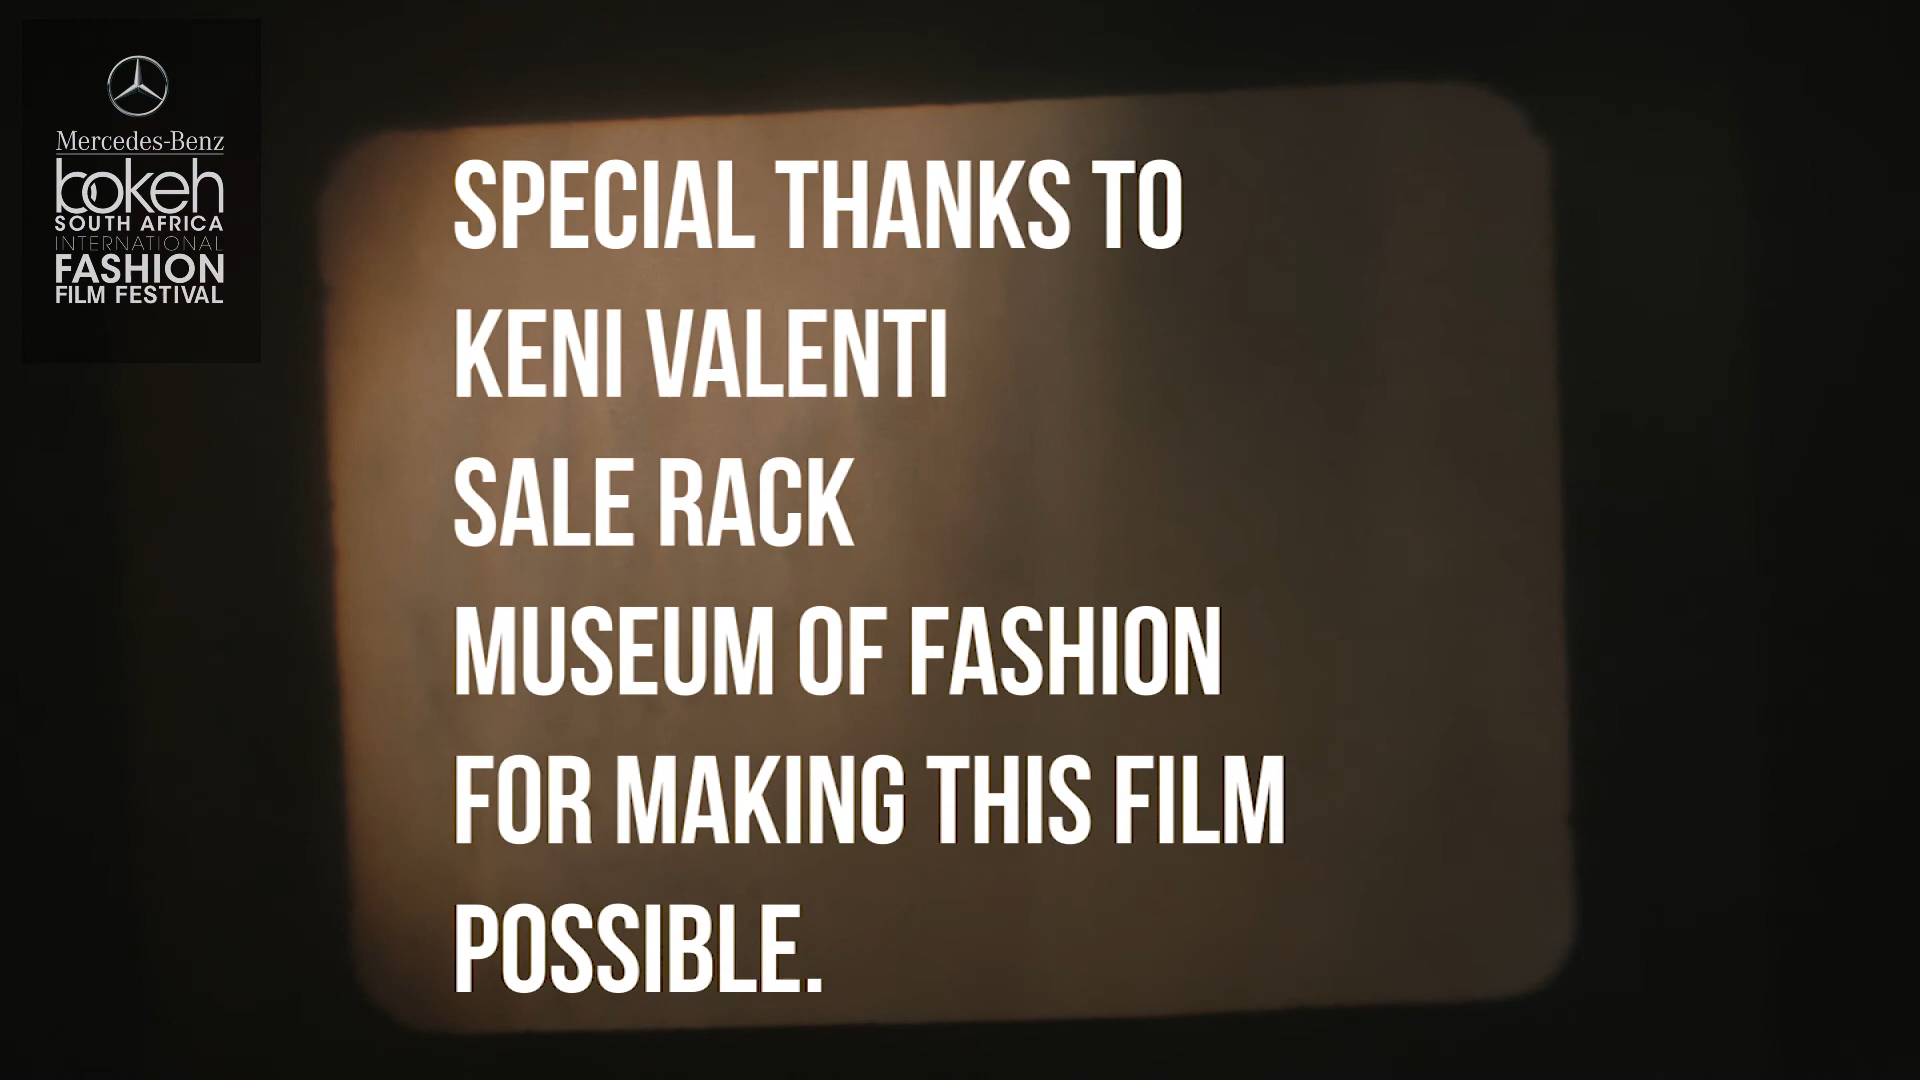 Mercedes-Benz
bokeh
SOUTH AFRICA
INTERNATIONAL
FASHION
FILM FESTIVAL
SPECIAL THANKS TO
KENI VALENTI
SALE RACK
MUSEUM OF FASHION
FOR MAKING THIS FILM
POSSIBLE.